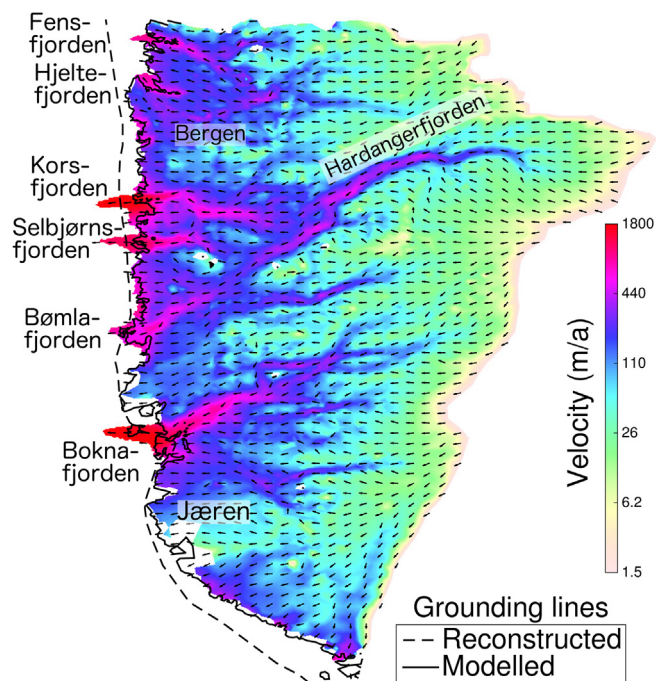 Fens-
fjorden
Hjelte-
fjorden
Bergen
Hardangerfjorden
Kors-
fjorden
Selbjørns-
fjorden
Bømla-
fjorden
Bokna-
fjorden
Jæren
1800
440
110
26
6.2
1.5
Velocity (m/a)
Grounding lines
Reconstructed
Modelled